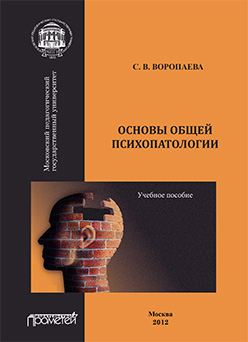 Московский педагогический
государственный университет
С. В. ВОРОПАЕВА
ОСНОВЫ ОБЩЕЙ
ПСИХОПАТОЛОГИИ
Учебное пособие
Прометей
Москва
2012